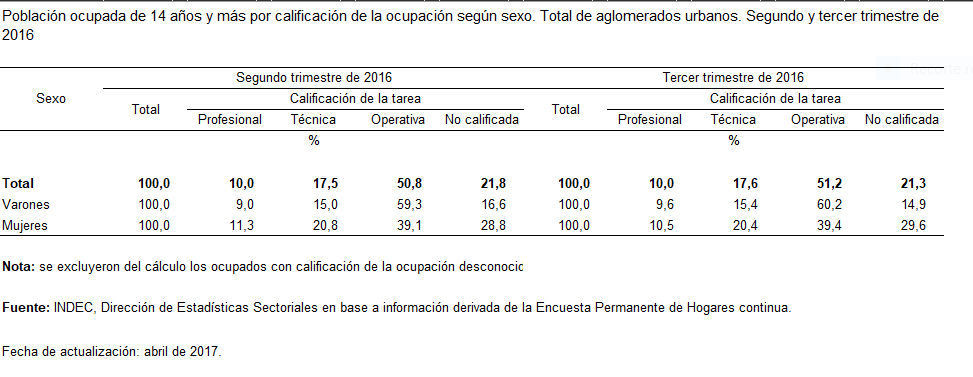 Población ocupada de 14 años y más por calificación de la ocupación según sexo. Total de aglomerados urbanos. Segundo y tercer trimestre de
2016
Sexo Segundo trimestre de 2016 Tercer trimestre de 2016
Total Calificación de la tarea Total Calificación de la tarea
Profesional Técnica Operativa No calificada Profesional Técnica Operativa No calificada
% %
Total 100,0 10,0 17,5 50,8 21,8 100,0 10,0 17,6 51,2 21,3
Varones 100,0 9,0 15,0 59,3 16,6 100,0 9,6 15,4 60,2 14,9
Mujeres 100,0 11,3 20,8 39,1 28,8 100,0 10,5 20,4 39,4 29,6
Nota: se excluyeron del cálculo los ocupados con calificación de la ocupación desconoc
Fuente: INDEC, Dirección de Estadísticas Sectoriales en base a información derivada de la Encuesta Permanente de Hogares continua.
Fecha de actualización: abril de 2017.